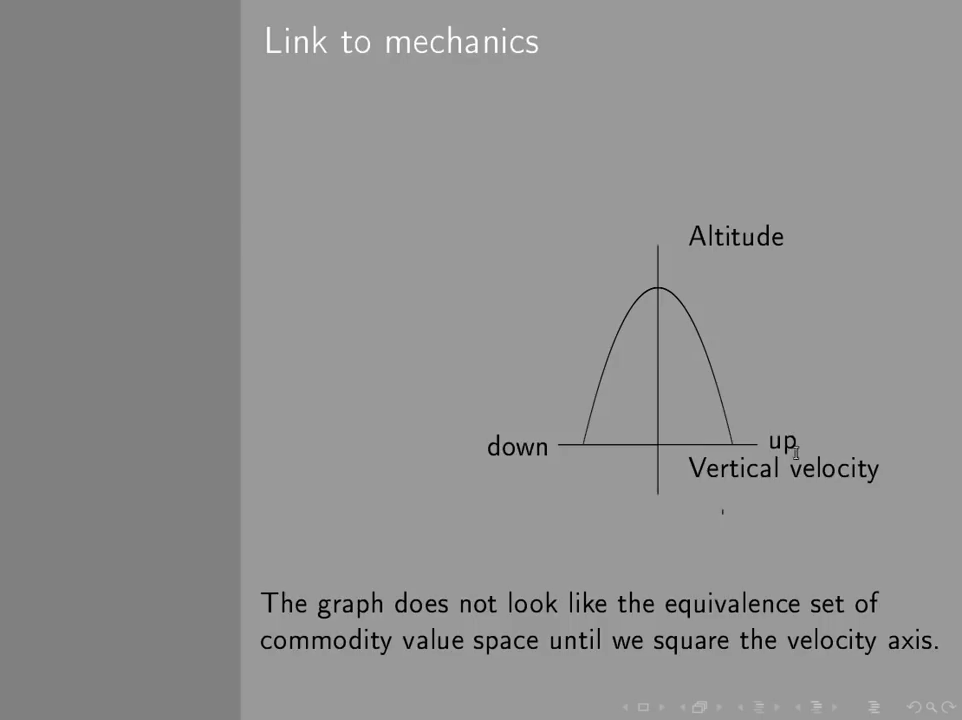 Link to mechanics
Altitude
down
up
Vertical velocity
The graph does not look like the equivalence set of
commodity value space until we square the velocity axis.